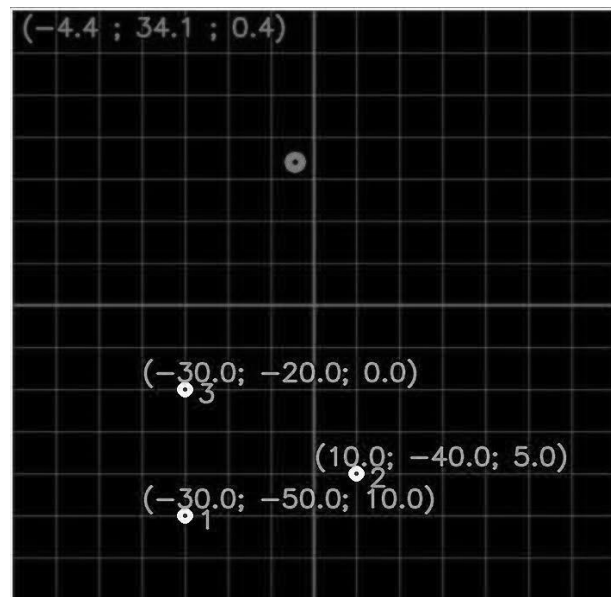 (-4.4 ; 34.1 ; 0.4)
(-30.0; -20.0; 0.0)
3
(10.0; -40.0; 5.0)
2
(-30.0; -50.0; 10.0)
1